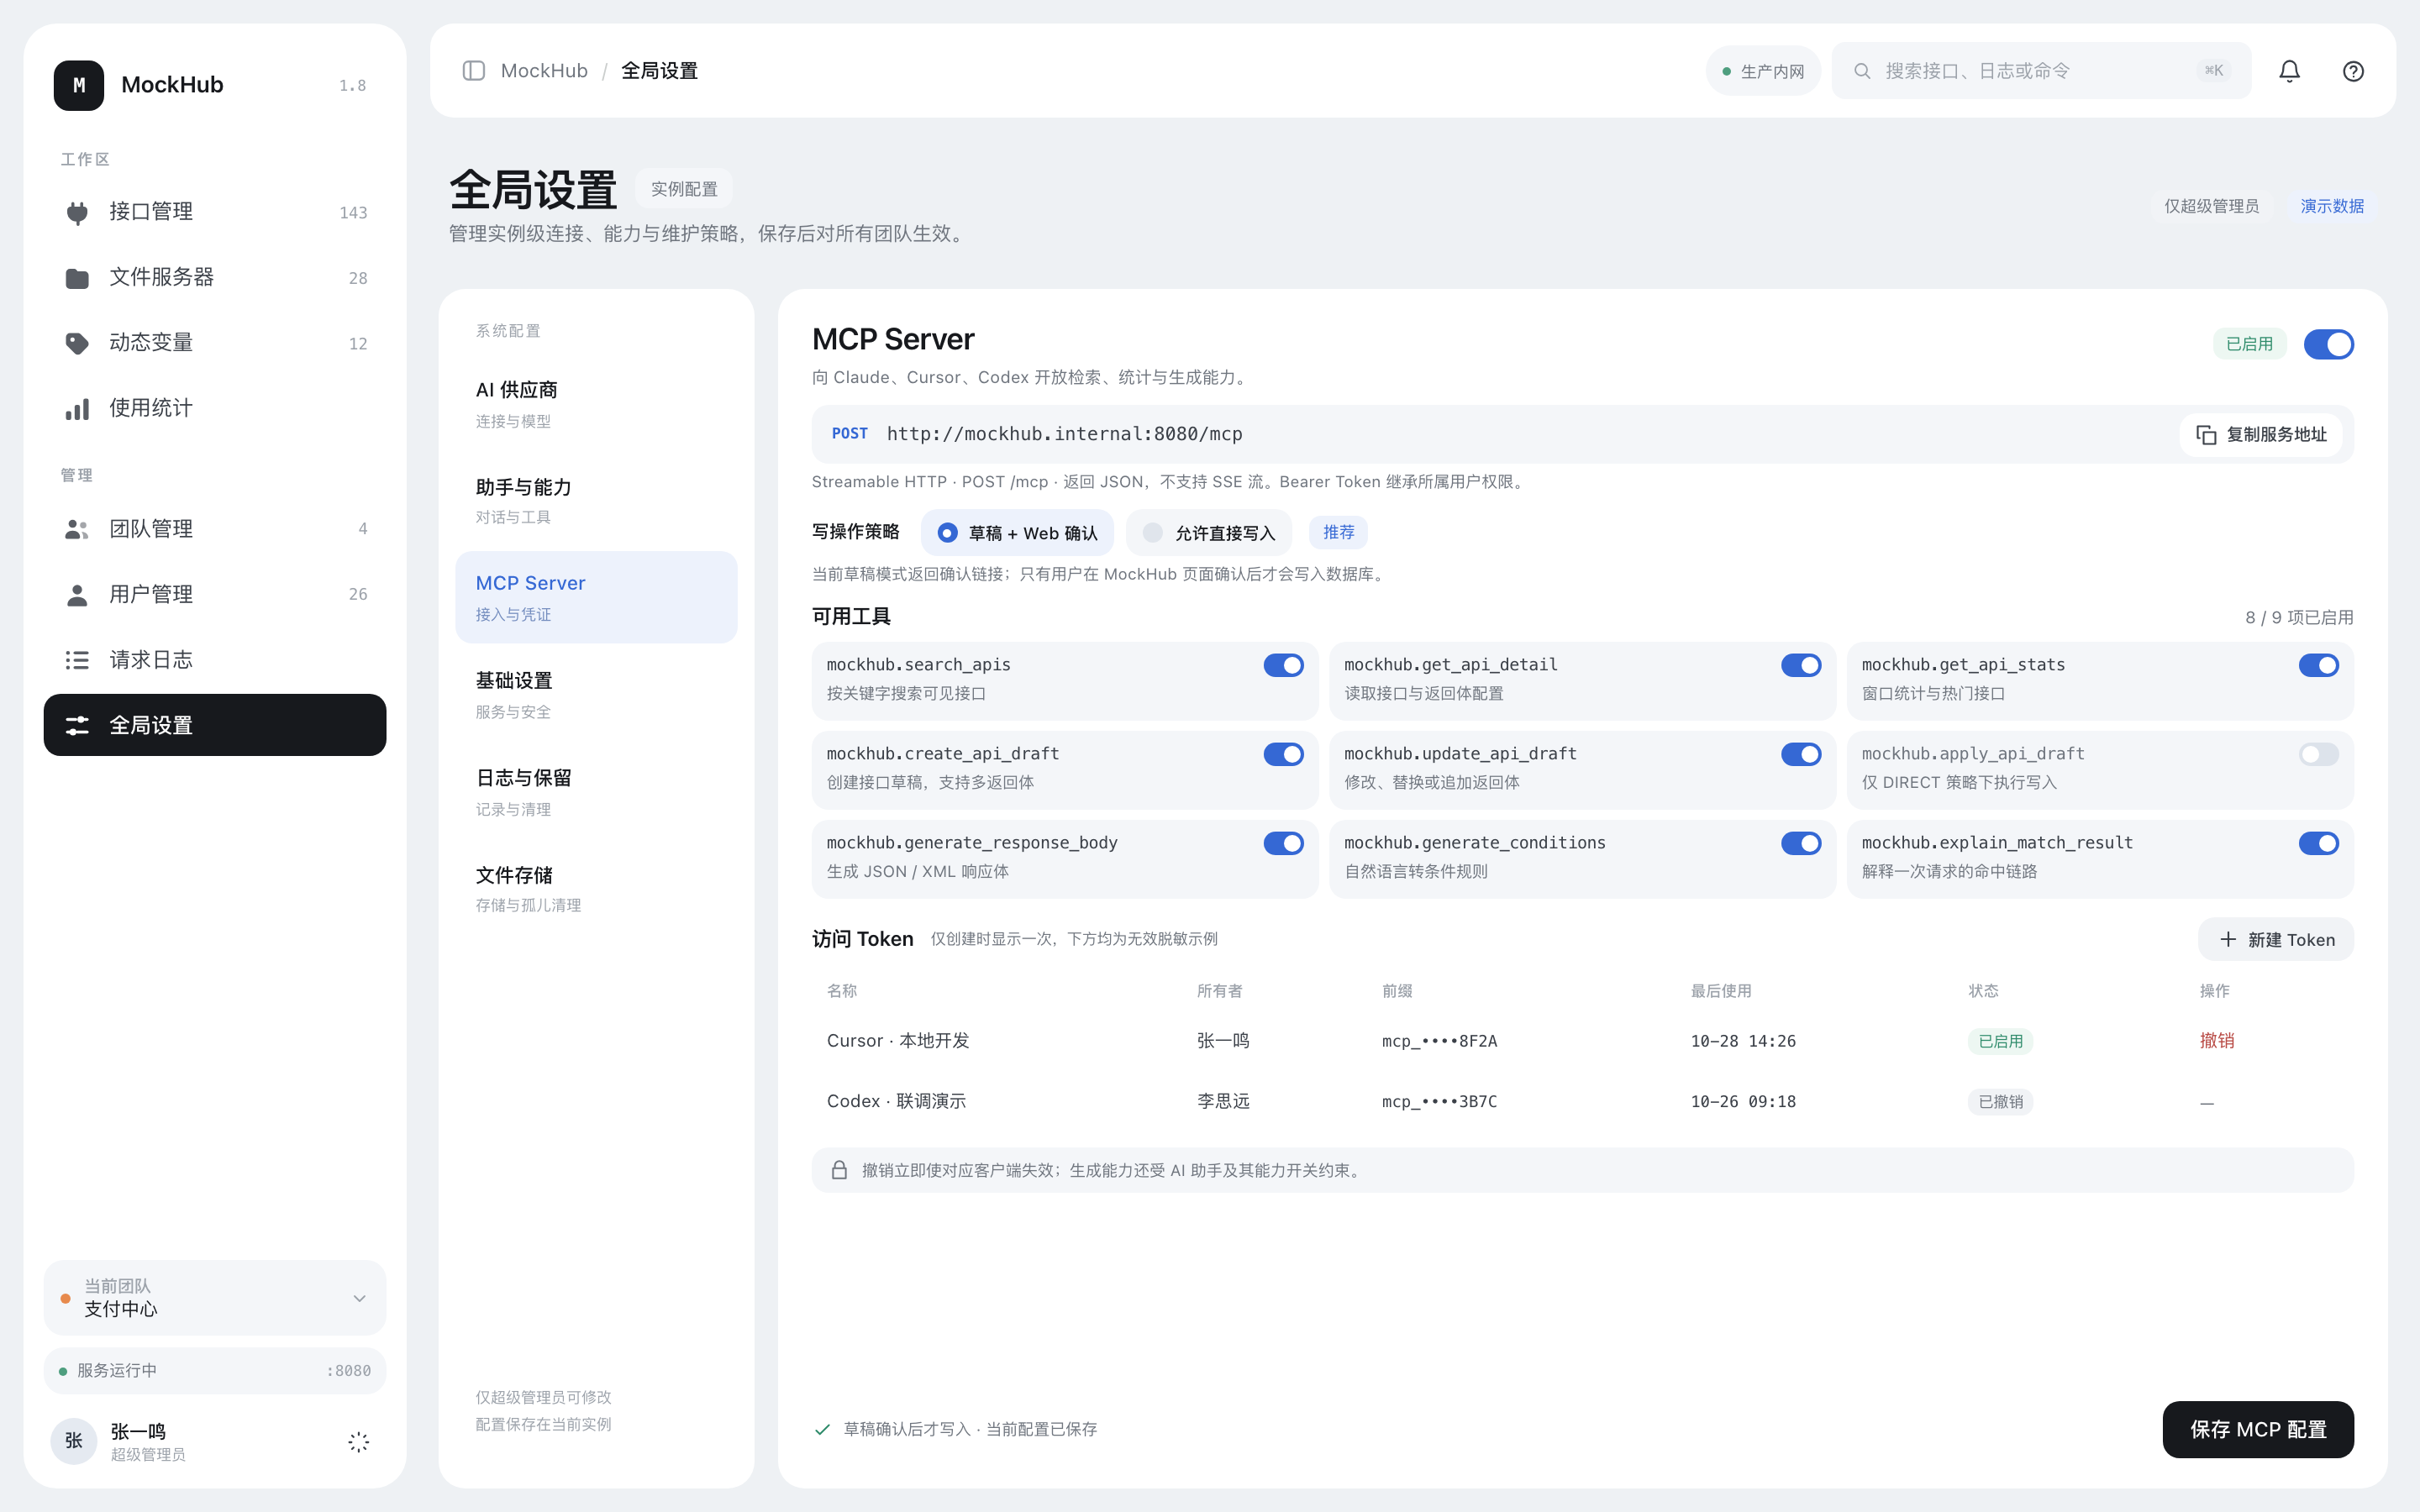 M
MockHub
1.8
工作区
接口管理
143
文件服务器
28
动态变量
12
使用统计
管理
团队管理
4
用户管理
26
请求日志
全局设置
当前团队
支付中心
服务运行中
:8080
张
张一鸣
超级管理员
MockHub / 全局设置
生产内网
搜索接口、日志或命令
⌘K
全局设置
实例配置
管理实例级连接、能力与维护策略，保存后对所有团队生效。
仅超级管理员
演示数据
系统配置
AI 供应商
连接与模型
助手与能力
对话与工具
MCP Server
接入与凭证
基础设置
服务与安全
日志与保留
记录与清理
文件存储
存储与孤儿清理
仅超级管理员可修改
配置保存在当前实例
MCP Server
已启用
向 Claude、Cursor、Codex 开放检索、统计与生成能力。
POST http://mockhub.internal:8080/mcp
复制服务地址
Streamable HTTP · POST /mcp · 返回 JSON，不支持 SSE 流。Bearer Token 继承所属用户权限。
写操作策略
草稿 + Web 确认
允许直接写入
推荐
当前草稿模式返回确认链接；只有用户在 MockHub 页面确认后才会写入数据库。
可用工具
8 / 9 项已启用
mockhub.search_apis
按关键字搜索可见接口
mockhub.get_api_detail
读取接口与返回体配置
mockhub.get_api_stats
窗口统计与热门接口
mockhub.create_api_draft
创建接口草稿，支持多返回体
mockhub.update_api_draft
修改、替换或追加返回体
mockhub.apply_api_draft
仅 DIRECT 策略下执行写入
mockhub.generate_response_body
生成 JSON / XML 响应体
mockhub.generate_conditions
自然语言转条件规则
mockhub.explain_match_result
解释一次请求的命中链路
访问 Token
仅创建时显示一次，下方均为无效脱敏示例
新建 Token
名称 所有者 前缀 最后使用 状态 操作
Cursor · 本地开发 张一鸣 mcp_••••8F2A 10-28 14:26 已启用 撤销
Codex · 联调演示 李思远 mcp_••••3B7C 10-26 09:18 已撤销 —
撤销立即使对应客户端失效；生成能力还受 AI 助手及其能力开关约束。
草稿确认后才写入 · 当前配置已保存
保存 MCP 配置